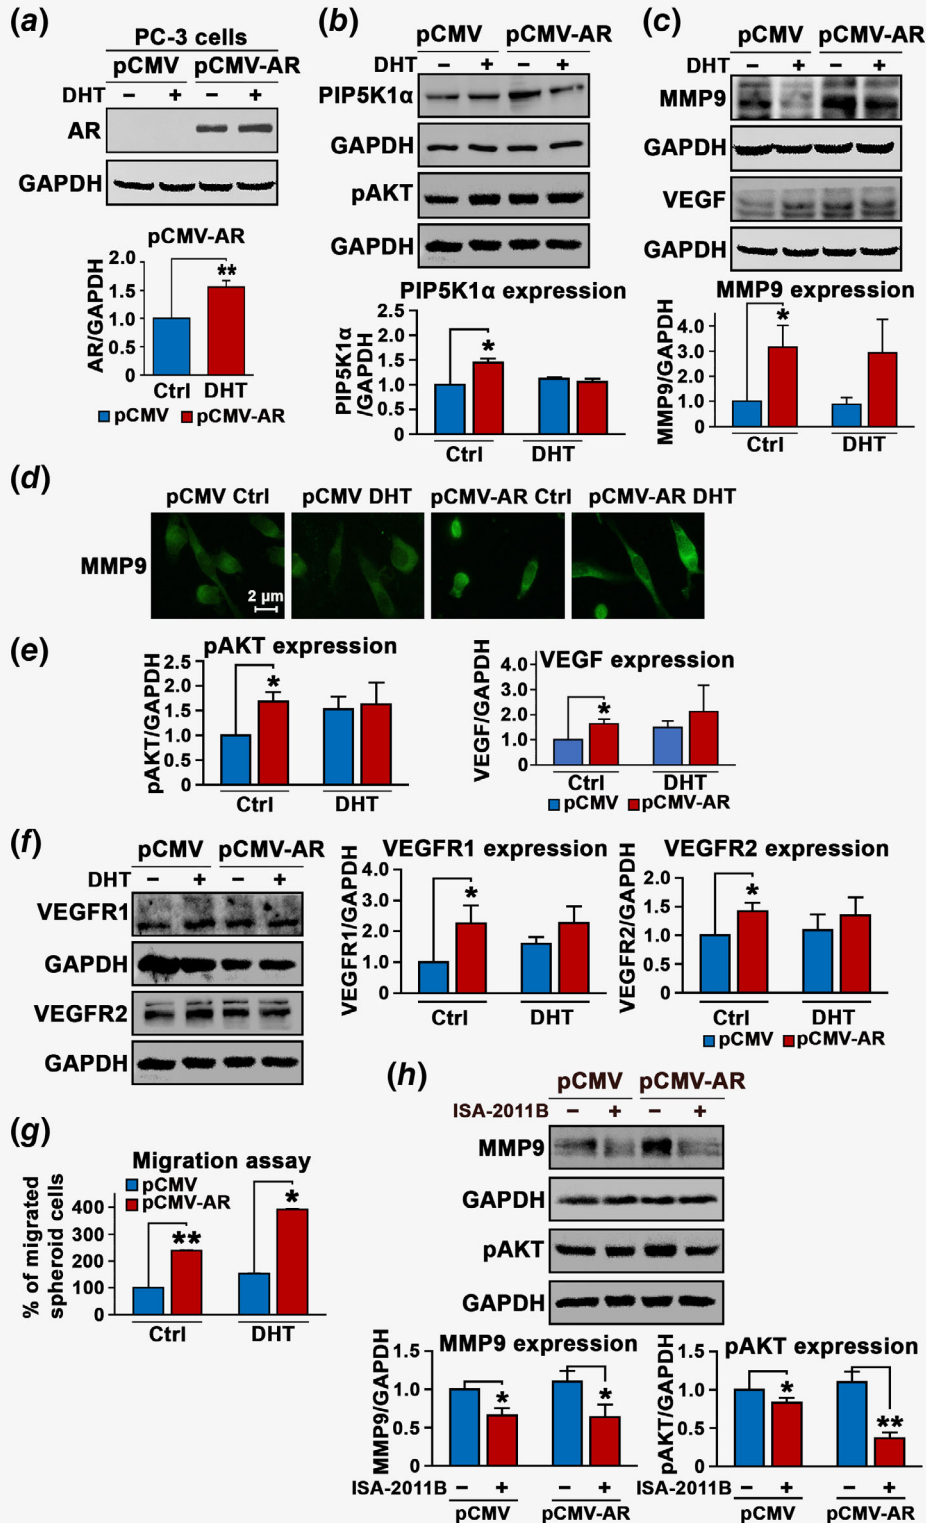 (a)
PC-3 cells
pCMV pCMV-AR
DHT − + − +
AR
GAPDH
pCMV-AR
AR/GAPDH
2.0
**
1.5
1.0
0.5
0
Ctrl DHT
pCMV pCMV-AR
(b)
pCMV pCMV-AR
DHT − + − +
PIP5K1α
GAPDH
pAKT
GAPDH
PIP5K1α expression
PIP5K1α
/GAPDH
2.5
2.0
*
1.5
1.0
0.5
0
Ctrl DHT
(c)
pCMV pCMV-AR
DHT − + − +
MMP9
GAPDH
VEGF
GAPDH
MMP9 expression
MMP9/GAPDH
*
4.0
3.0
2.0
1.0
0
Ctrl DHT
(d)
pCMV Ctrl pCMV DHT pCMV-AR Ctrl pCMV-AR DHT
MMP9
2 µm
(e)
pAKT expression
pAKT/GAPDH
2.5
2.0
*
1.5
1.0
0.5
0
Ctrl DHT
VEGF expression
VEGF/GAPDH
4.0
3.0
2.0
*
1.0
0
Ctrl DHT
pCMV pCMV-AR
(f)
pCMV pCMV-AR
DHT − + − +
VEGFR1
GAPDH
VEGFR2
GAPDH
VEGFR1 expression
VEGFR1/GAPDH
4.0
*
3.0
2.0
1.0
0
Ctrl DHT
VEGFR2 expression
VEGFR2/GAPDH
2.0
*
1.5
1.0
0.5
0
Ctrl DHT
pCMV pCMV-AR
(g)
Migration assay
pCMV
pCMV-AR
% of migrated
spheroid cells
400
*
300
**
200
100
0
Ctrl DHT
(h)
pCMV pCMV-AR
ISA-2011B − + − +
MMP9
GAPDH
pAKT
GAPDH
MMP9 expression
MMP9/GAPDH
1.5
1.0
* *
0.5
0
ISA-2011B − + − +
pCMV pCMV-AR
pAKT expression
pAKT/GAPDH
1.5
1.0
*
0.5
**
0
ISA-2011B − + − +
pCMV pCMV-AR